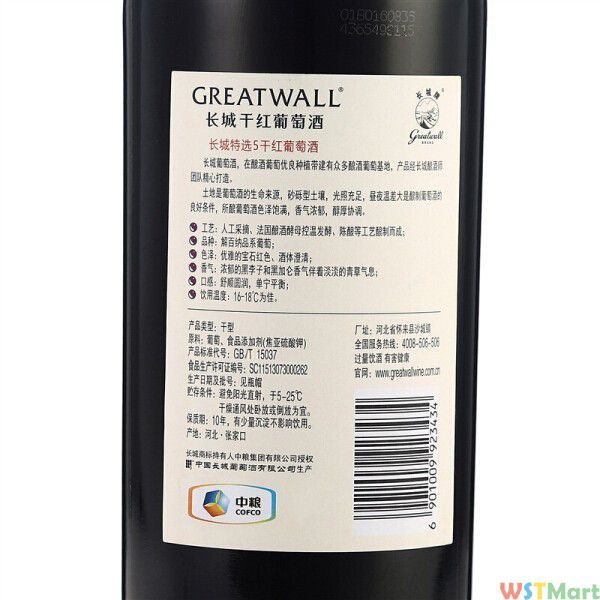 0180160835
4365493115
GREATWALL®
长城干红葡萄酒
长城牌
Greatwall
BRAND
长城特选5干红葡萄酒
长城葡萄酒，在酿酒葡萄优良种植带建有众多酿酒葡萄基地，产品经长城酿酒师
团队精心打造。
土地是葡萄酒的生命来源，砂砾型土壤，光照充足，昼夜温差大是酿制葡萄酒的
良好条件，所酿葡萄酒色泽饱满，香气浓郁，醇厚协调。
工艺：人工采摘、法国酿酒酵母控温发酵、陈酿等工艺酿制而成；
品种：解百纳品系葡萄；
色泽：优雅的宝石红色、酒体澄清；
香气：浓郁的黑李子和黑加仑香气伴着淡淡的青草气息；
口感：舒顺圆润，单宁平衡；
饮用温度：16-18℃为佳。
产品类型：干型
原料：葡萄、食品添加剂(焦亚硫酸钾)
产品标准代号：GB/T 15037
食品生产许可证编号：SC11513073000262
生产日期及批号：见瓶帽
贮存条件：避免阳光直射，于5-25℃
干燥通风处卧放或倒放为宜。
保质期：10年，有少量沉淀不影响饮用。
产地：河北·张家口
长城商标持有人中粮集团有限公司授权
中国长城葡萄酒有限公司生产
中粮
COFCO
厂址：河北省怀来县沙城镇
全国服务热线：4008-506-506
过量饮酒 有害健康
官网：www.greatwallwine.com.cn
6 901009 923434
WSTMart